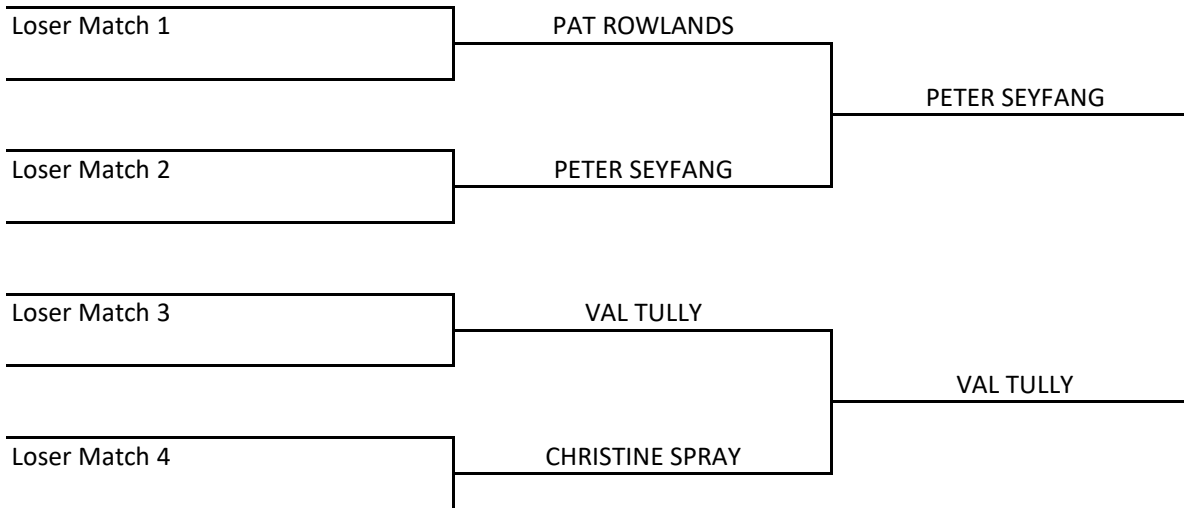 Loser Match 1
PAT ROWLANDS
PETER SEYFANG
Loser Match 2
PETER SEYFANG
Loser Match 3
VAL TULLY
VAL TULLY
Loser Match 4
CHRISTINE SPRAY